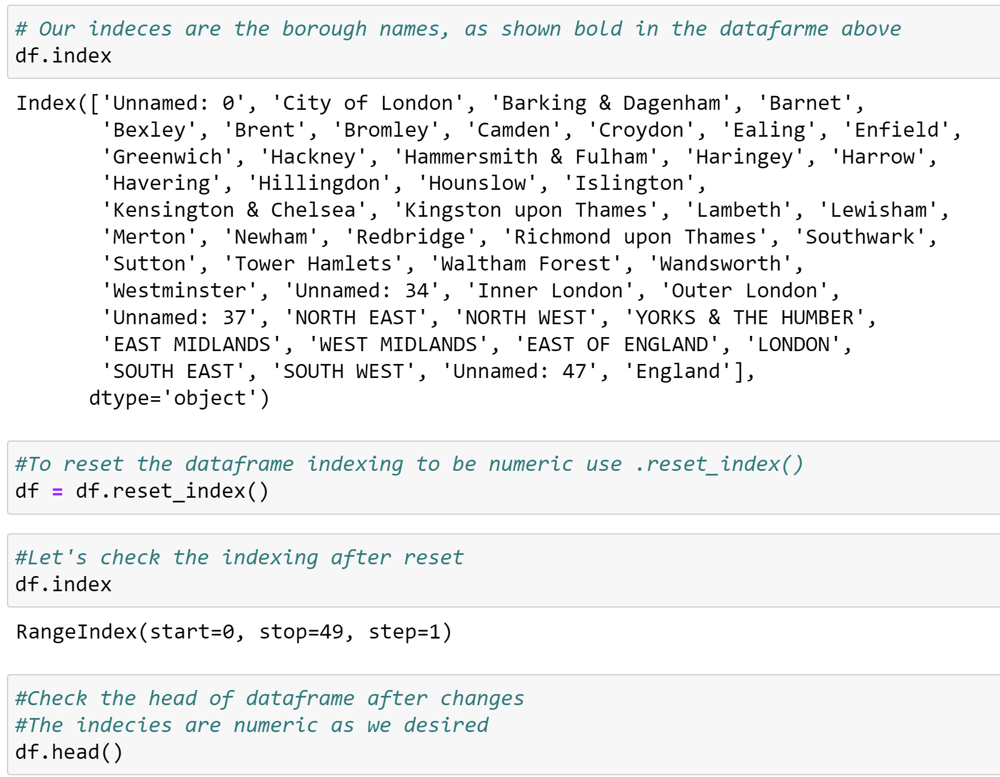 # Our indeces are the borough names, as shown bold in the datafarme above
df.index
Index(['Unnamed: 0', 'City of London', 'Barking & Dagenham', 'Barnet',
'Bexley', 'Brent', 'Bromley', 'Camden', 'Croydon', 'Ealing', 'Enfield',
'Greenwich', 'Hackney', 'Hammersmith & Fulham', 'Haringey', 'Harrow',
'Havering', 'Hillingdon', 'Hounslow', 'Islington',
'Kensington & Chelsea', 'Kingston upon Thames', 'Lambeth', 'Lewisham',
'Merton', 'Newham', 'Redbridge', 'Richmond upon Thames', 'Southwark',
'Sutton', 'Tower Hamlets', 'Waltham Forest', 'Wandsworth',
'Westminster', 'Unnamed: 34', 'Inner London', 'Outer London',
'Unnamed: 37', 'NORTH EAST', 'NORTH WEST', 'YORKS & THE HUMBER',
'EAST MIDLANDS', 'WEST MIDLANDS', 'EAST OF ENGLAND', 'LONDON',
'SOUTH EAST', 'SOUTH WEST', 'Unnamed: 47', 'England'],
dtype='object')
#To reset the dataframe indexing to be numeric use .reset_index()
df = df.reset_index()
#Let's check the indexing after reset
df.index
RangeIndex(start=0, stop=49, step=1)
#Check the head of dataframe after changes
#The indecies are numeric as we desired
df.head()